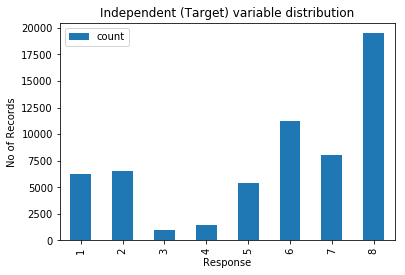 Independent (Target) variable distribution
count
No of Records
20000
17500
15000
12500
10000
7500
5000
2500
0
1 2 3 4 5 6 7 8
Response